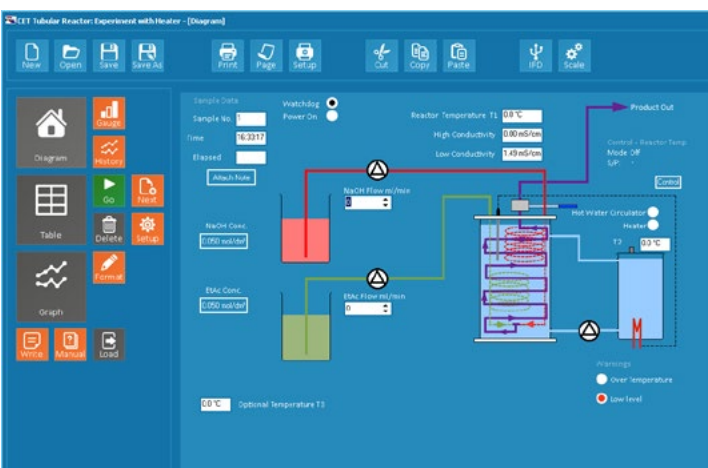 CET Tubular Reactor: Experiment with Heater - [Diagram]
New Open Save Save As Print Page Setup Cut Copy Paste IFD Scale
Diagram
Gauge
History
Go
Next
Table
Delete
Setup
Format
Graph
Write
Manual
Load
Sample Data
Sample No. 1
Time 16:33:17
Elapsed
Attach Note
Watchdog
Power On
Reactor Temperature T1 0.0 °C
High Conductivity 0.00 mS/cm
Low Conductivity 1.49 mS/cm
Product Out
Control - Reactor Temp
Mode Off
S/P: -
Control
NaOH Flow ml/min
0
NaOH Conc.
0.050 mol/dm³
Hot Water Circulator
Heater
T2 0.0 °C
EtAc Conc.
0.050 mol/dm³
EtAc Flow ml/min
0
Warnings
Over Temperature
Low level
0.0 °C Optional Temperature T3